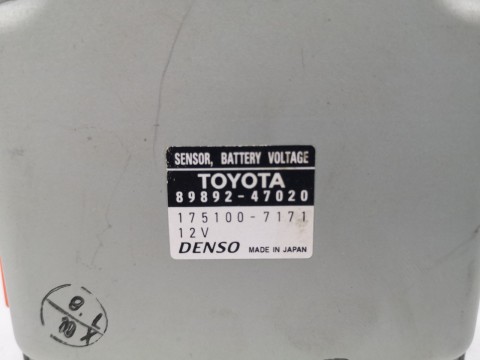 SENSOR, BATTERY VOLTAGE
TOYOTA
89892-47020
175100-7171
12V
DENSO MADE IN JAPAN